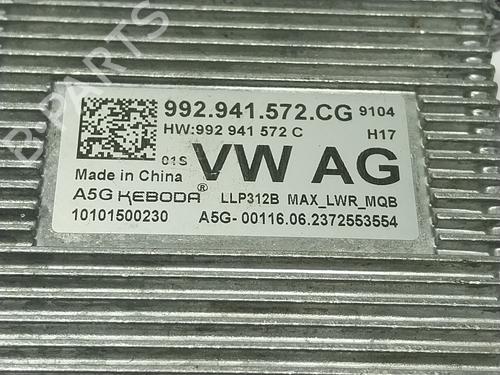 992.941.572.CG 9104
HW:992 941 572 C H17
01S VW AG
Made in China
A5G KEBODA® LLP312B MAX_LWR_MQB
10101500230 A5G- 00116.06.2372553554
B-PARTS